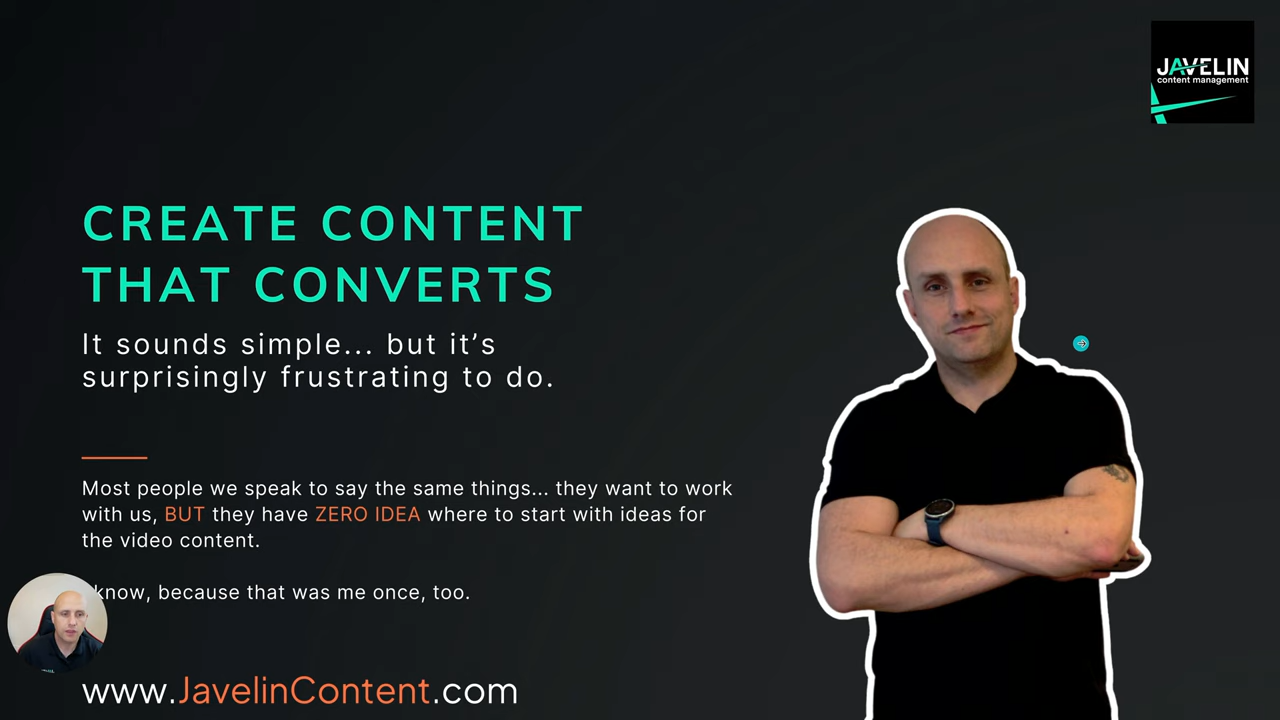 JAVELIN
content management
CREATE CONTENT
THAT CONVERTS
It sounds simple... but it’s
surprisingly frustrating to do.
Most people we speak to say the same things... they want to work
with us, BUT they have ZERO IDEA where to start with ideas for
the video content.
know, because that was me once, too.
www.JavelinContent.com